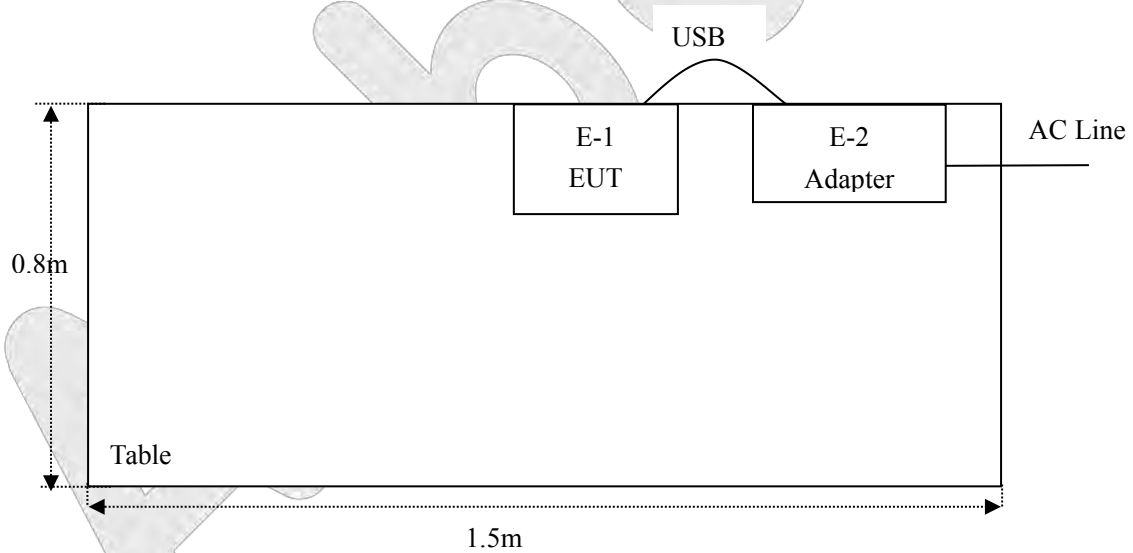 USB
E-1
EUT
E-2
Adapter
AC Line
0.8m
Table
1.5m